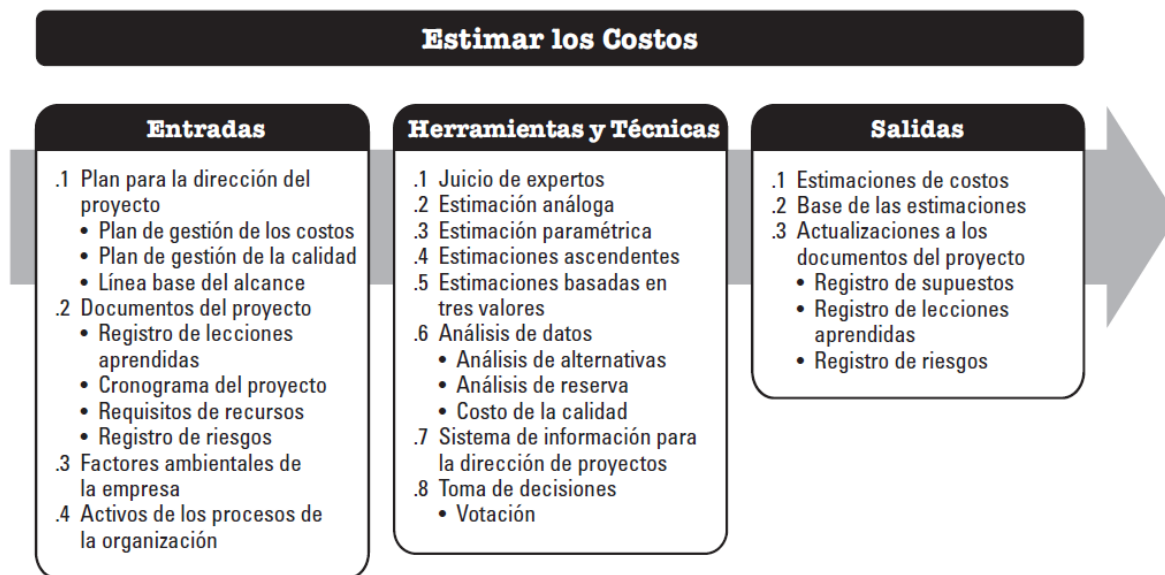 Estimar los Costos
Entradas
.1 Plan para la dirección del
proyecto
• Plan de gestión de los costos
• Plan de gestión de la calidad
• Línea base del alcance
.2 Documentos del proyecto
• Registro de lecciones
aprendidas
• Cronograma del proyecto
• Requisitos de recursos
• Registro de riesgos
.3 Factores ambientales de
la empresa
.4 Activos de los procesos de
la organización
Herramientas y Técnicas
.1 Juicio de expertos
.2 Estimación análoga
.3 Estimación paramétrica
.4 Estimaciones ascendentes
.5 Estimaciones basadas en
tres valores
.6 Análisis de datos
• Análisis de alternativas
• Análisis de reserva
• Costo de la calidad
.7 Sistema de información para
la dirección de proyectos
.8 Toma de decisiones
• Votación
Salidas
.1 Estimaciones de costos
.2 Base de las estimaciones
.3 Actualizaciones a los
documentos del proyecto
• Registro de supuestos
• Registro de lecciones
aprendidas
• Registro de riesgos